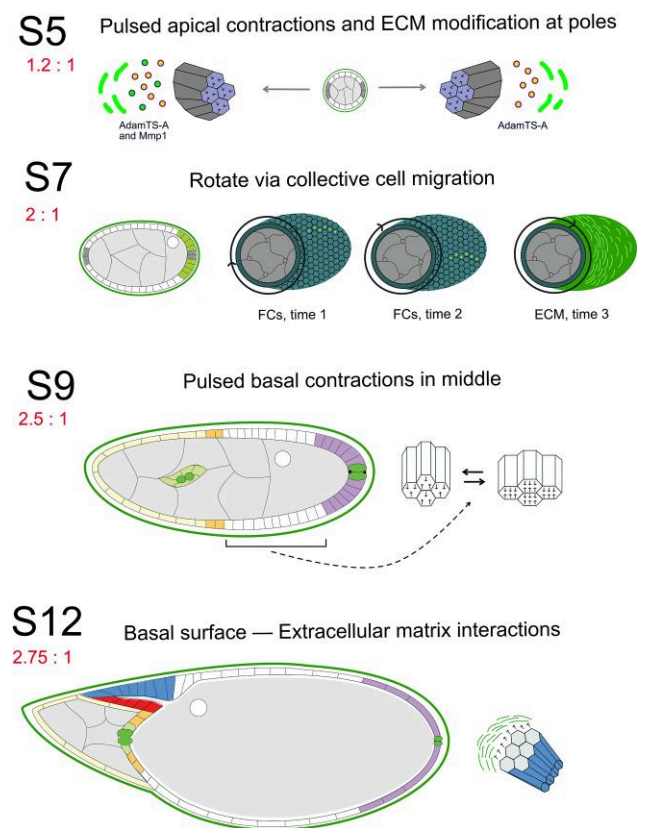 S5
Pulsed apical contractions and ECM modification at poles
1.2 : 1
AdamTS-A
and Mmp1
AdamTS-A
S7
Rotate via collective cell migration
2 : 1
FCs, time 1
FCs, time 2
ECM, time 3
S9
Pulsed basal contractions in middle
2.5 : 1
S12
Basal surface — Extracellular matrix interactions
2.75 : 1